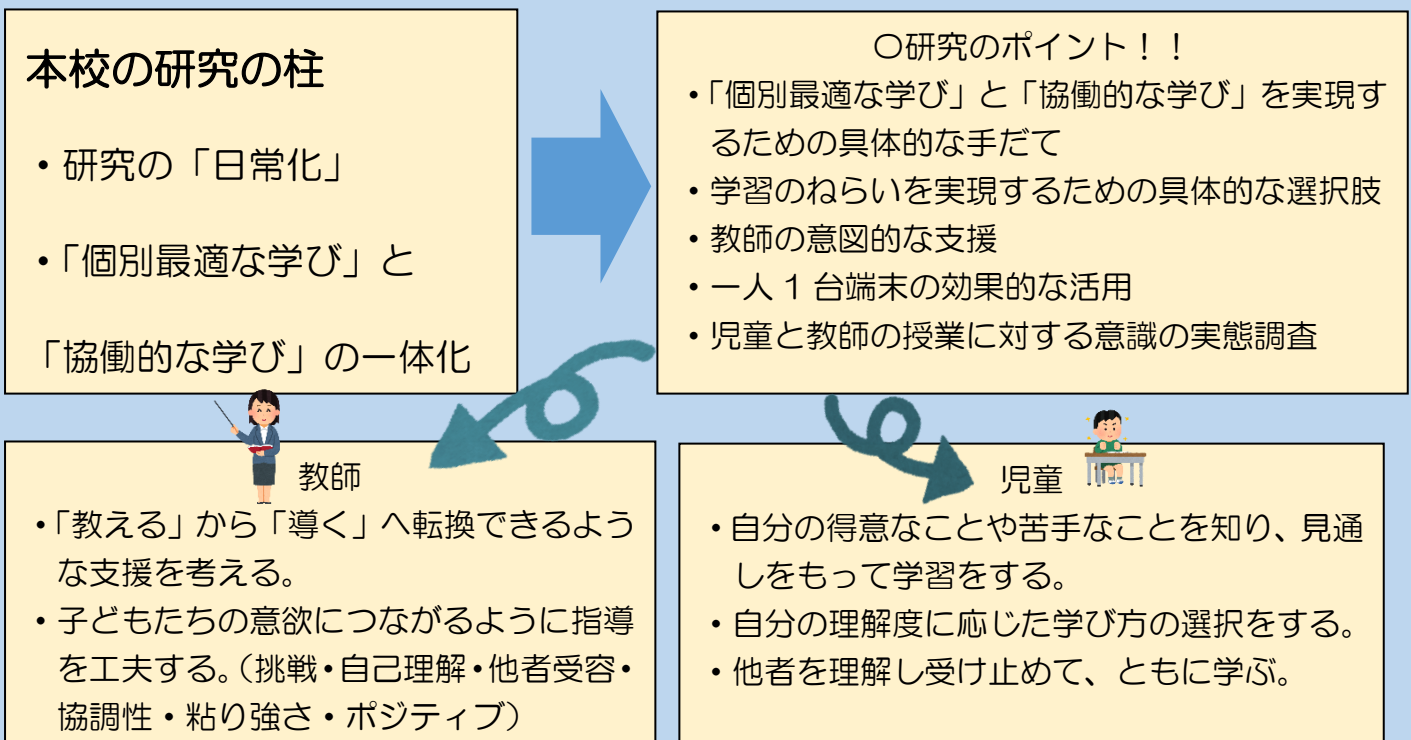 本校の研究の柱
・研究の「日常化」
・「個別最適な学び」と
「協働的な学び」の一体化
〇研究のポイント！！
・「個別最適な学び」と「協働的な学び」を実現す
るための具体的な手だて
・学習のねらいを実現するための具体的な選択肢
・教師の意図的な支援
・一人１台端末の効果的な活用
・児童と教師の授業に対する意識の実態調査
教師
・「教える」から「導く」へ転換できるよう
な支援を考える。
・子どもたちの意欲につながるように指導
を工夫する。（挑戦・自己理解・他者受容・
協調性・粘り強さ・ポジティブ）
児童
・自分の得意なことや苦手なことを知り、見通
しをもって学習をする。
・自分の理解度に応じた学び方の選択をする。
・他者を理解し受け止めて、ともに学ぶ。